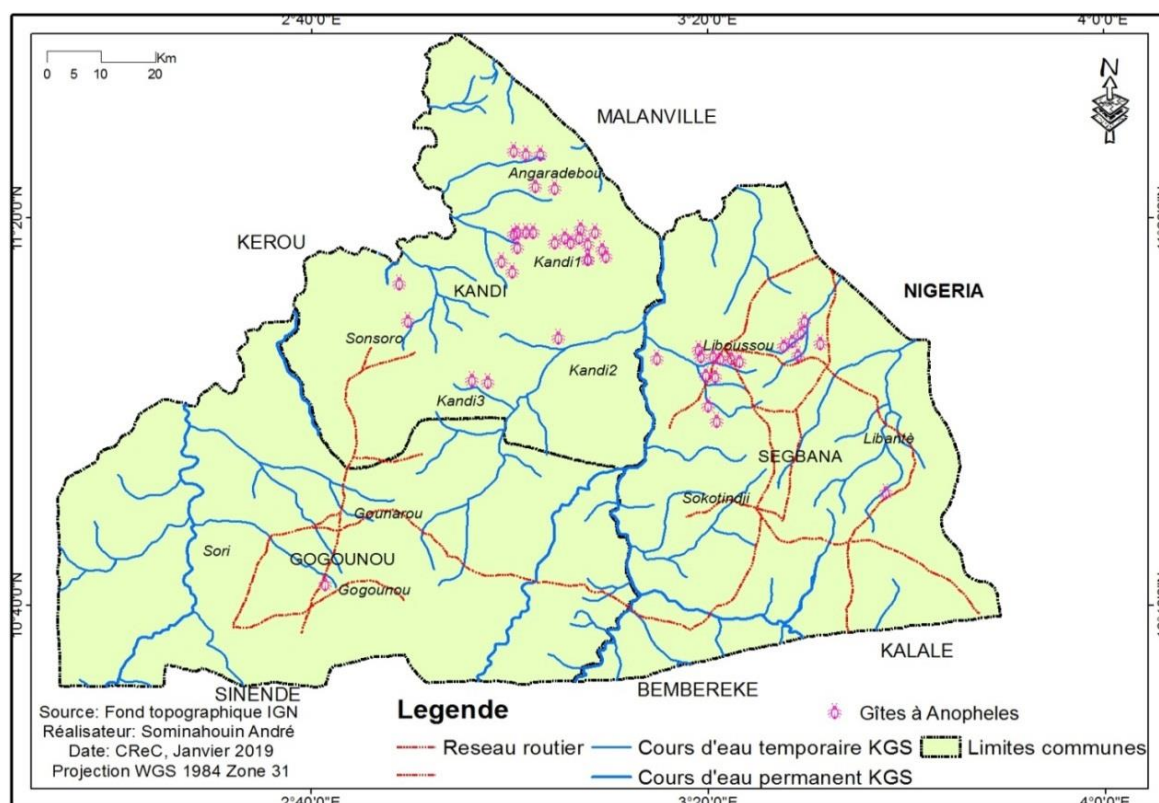 2°40'0"E 3°20'0"E 4°0'0"E
Km
0 5 10 20
N
MALANVILLE
Angaradebou
11°20'0"N
KEROU
Kandi1
KANDI
NIGERIA
Sonsoro
Liboussou
Kandi2
Kandi3
Libantè
SEGBANA
Sokotindji
Gounarou
Sori
GOGOUNOU
Gogounou
10°40'0"N
KALALE
SINENDE
BEMBEREKE
Source: Fond topographique IGN
Réalisateur: Sominahouin André
Date: CReC, Janvier 2019
Projection WGS 1984 Zone 31
Legende
Gîtes à Anopheles
Reseau routier
Cours d'eau temporaire KGS
Limites communes
Cours d'eau permanent KGS
2°40'0"E 3°20'0"E 4°0'0"E